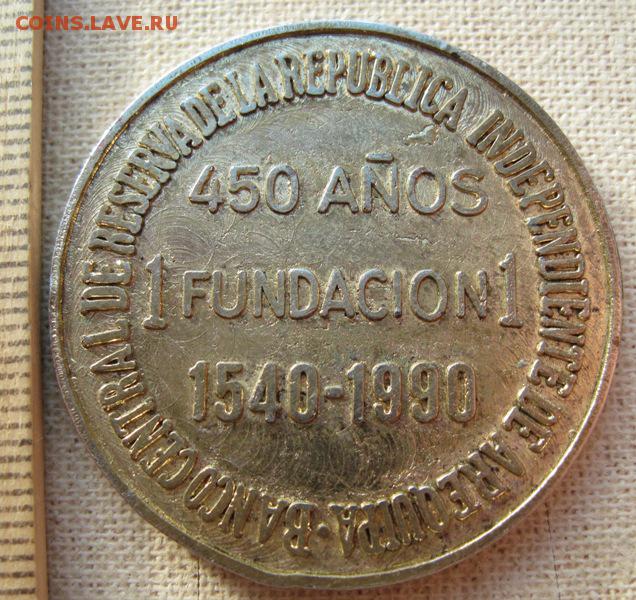 COINS.LAVE.RU
BANCO CENTRAL DE RESERVA DE LA REPUBLICA INDEPENDIENTE DE AREQUIPA ·
450 AÑOS
1 FUNDACION 1
1540-1990